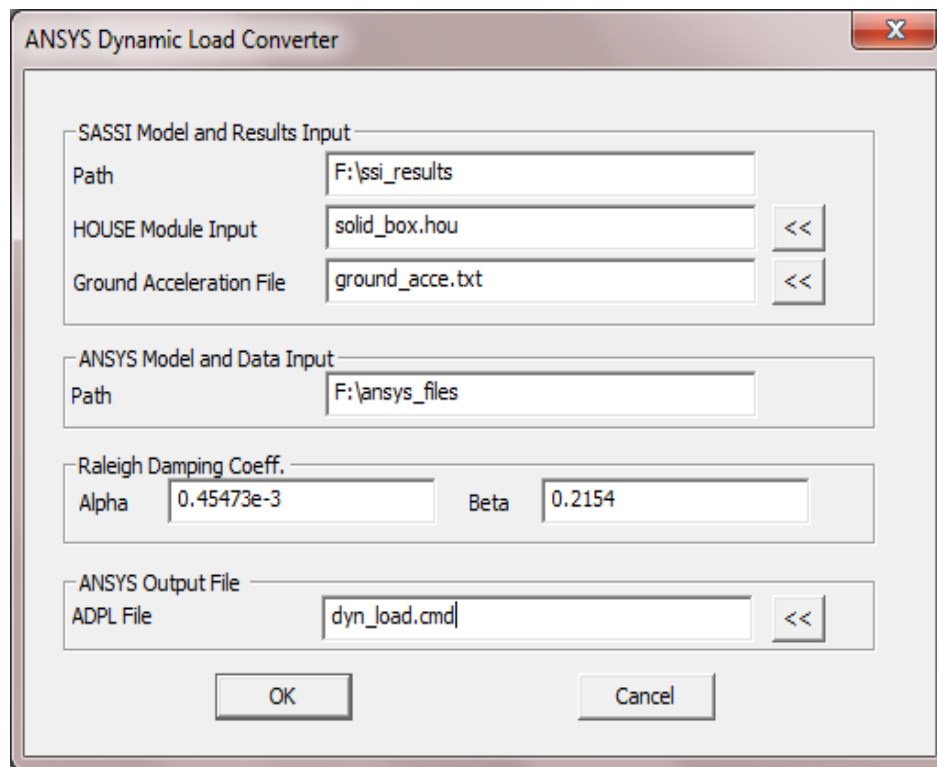 ANSYS Dynamic Load Converter
X
SASSI Model and Results Input
Path F:\ssi_results
HOUSE Module Input solid_box.hou <<
Ground Acceleration File ground_acce.txt <<
ANSYS Model and Data Input
Path F:\ansys_files
Raleigh Damping Coeff.
Alpha 0.45473e-3 Beta 0.2154
ANSYS Output File
ADPL File dyn_load.cmd <<
OK Cancel